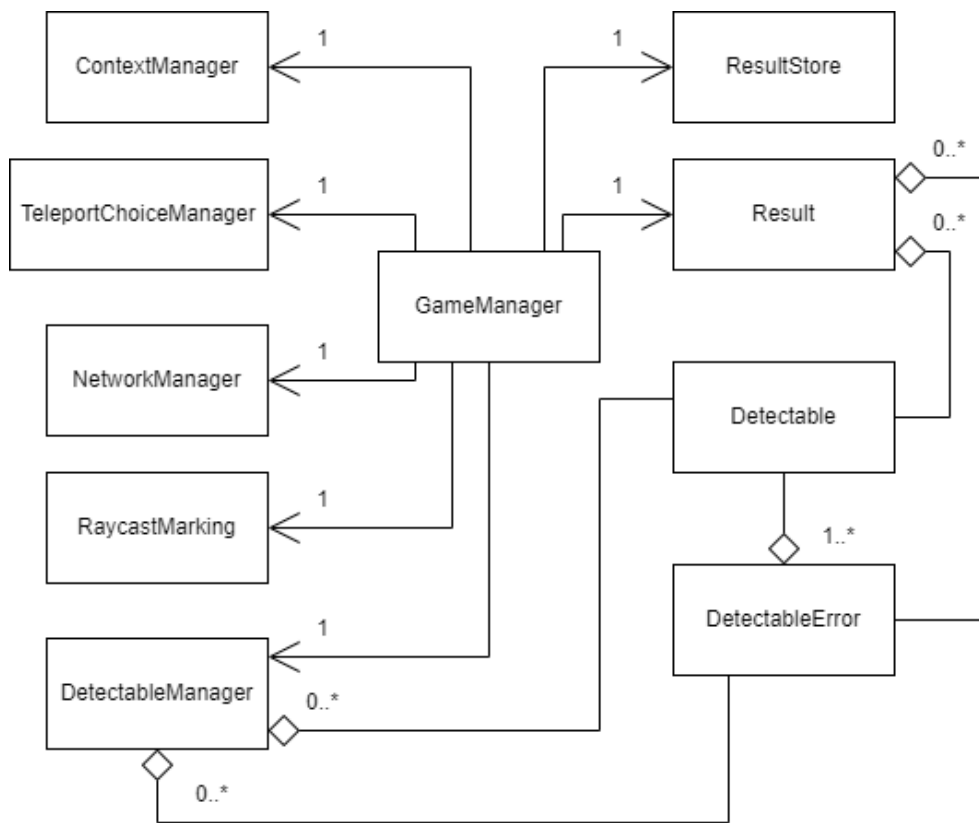 1
1
ContextManager
ResultStore
0..*
1
1
TeleportChoiceManager
Result
0..*
GameManager
1
NetworkManager
Detectable
1
RaycastMarking
1..*
DetectableError
1
DetectableManager
0..*
0..*